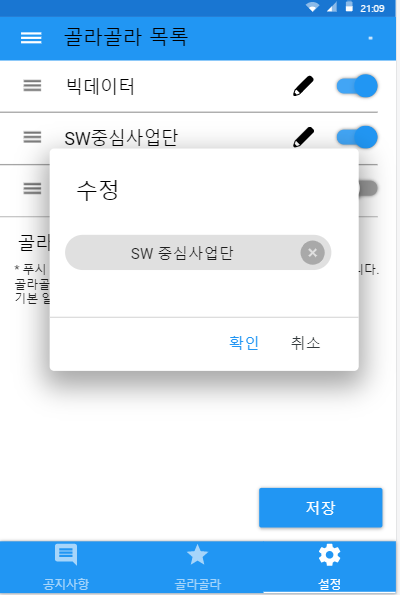 21:09
골라골라 목록
빅데이터
SW중심사업단
수정
SW 중심사업단
확인 취소
골라
* 푸시 니다.
골라골
기본 알
저장
공지사항 골라골라 설정